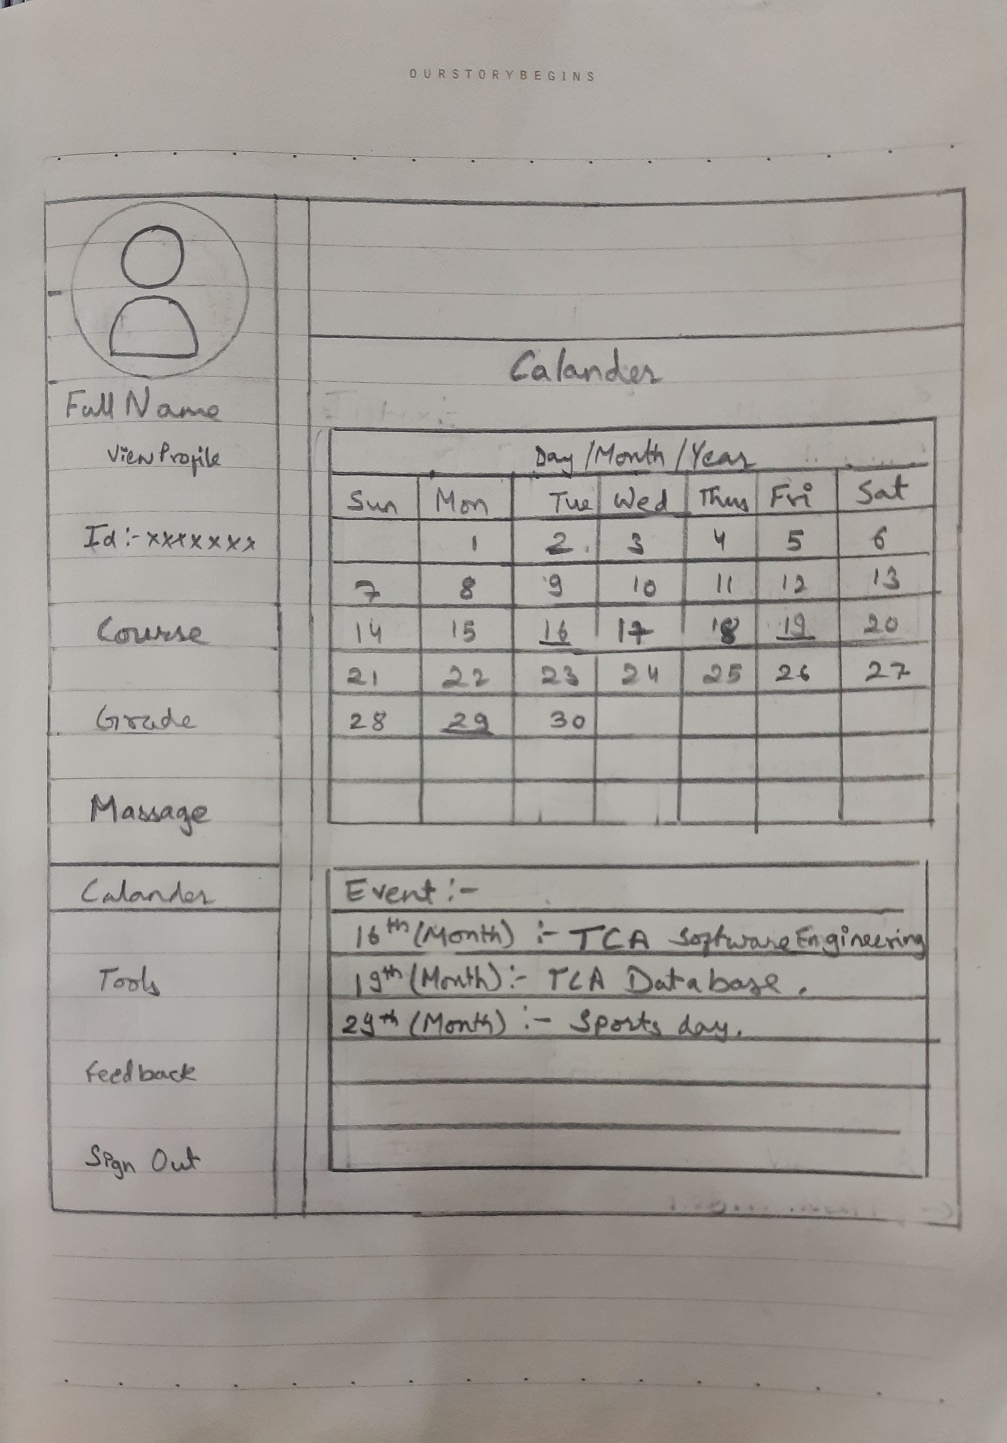 OURSTORYBEGINS
Full Name
View Profile
Id :- xxxxxxx
Course
Grade
Massage
Calander
Tools
Feedback
Sign Out
Calander
Day /Month /Year
Sun Mon Tue Wed Thus Fri Sat
1 2 3 4 5 6
7 8 9 10 11 12 13
14 15 16 17 18 19 20
21 22 23 24 25 26 27
28 29 30
Event :-
16th (Month) :- TCA Software Engineering
19th (Month) :- TCA Database .
29th (Month) :- Sports day.